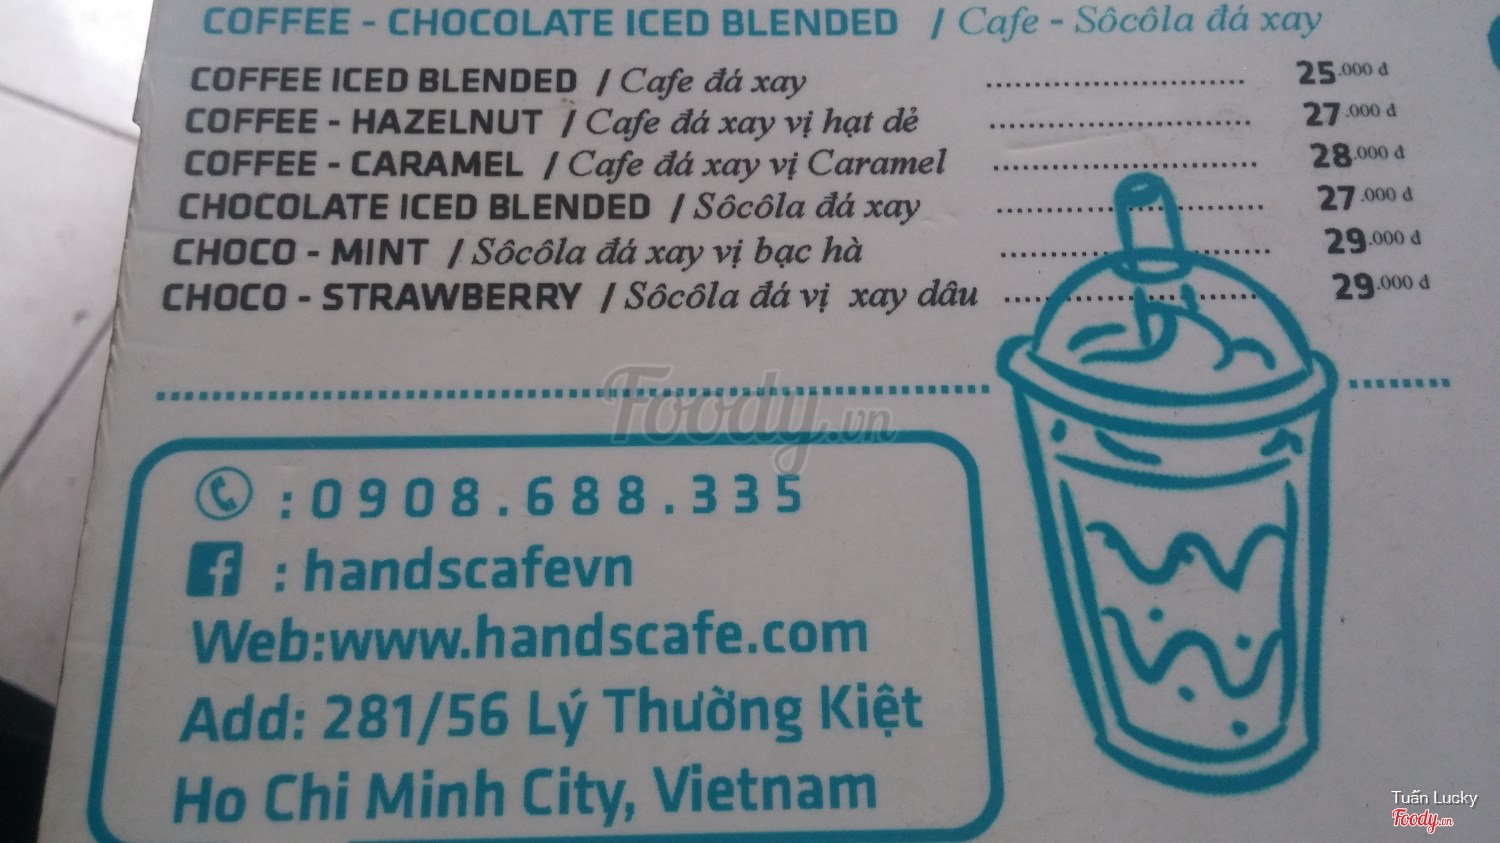 COFFEE - CHOCOLATE ICED BLENDED / Cafe - Sôcôla đá xay
COFFEE ICED BLENDED / Cafe đá xay ........................ 25.000 đ
COFFEE - HAZELNUT / Cafe đá xay vị hạt dẻ ........................ 27.000 đ
COFFEE - CARAMEL / Cafe đá xay vị Caramel ........................ 28.000 đ
CHOCOLATE ICED BLENDED / Sôcôla đá xay ........................ 27.000 đ
CHOCO - MINT / Sôcôla đá xay vị bạc hà ........................ 29.000 đ
CHOCO - STRAWBERRY / Sôcôla đá vị xay dâu ........................ 29.000 đ
Foody.vn
: 0908.688.335
f : handscafevn
Web:www.handscafe.com
Add: 281/56 Lý Thường Kiệt
Ho Chi Minh City, Vietnam
Tuấn Lucky
Foody.vn